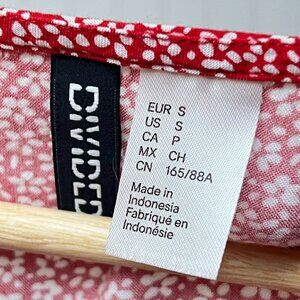 DIVIDED
EUR S
US S
CA P
MX CH
CN 165/88A
Made in
Indonesia
Fabriqué en
Indonésie